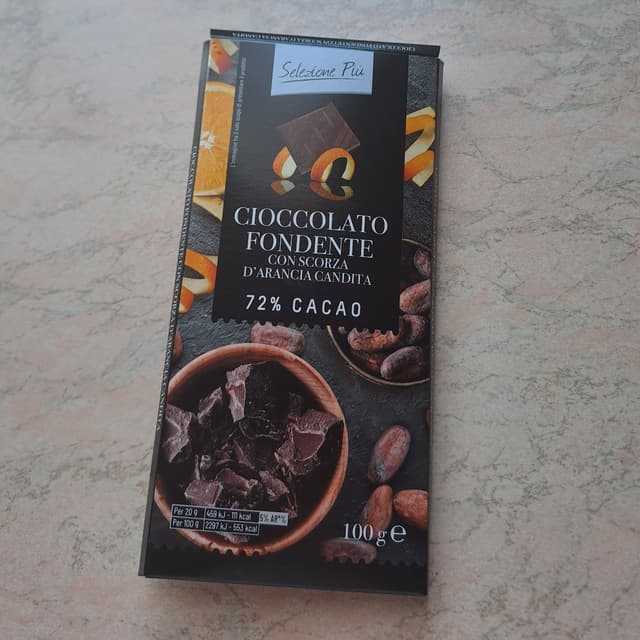 Selezione Più
CIOCCOLATO
FONDENTE
CON SCORZA
D'ARANCIA CANDITA
72% CACAO
Per 20 g 459 kJ - 111 kcal 5% AR*%
Per 100 g 2297 kJ - 553 kcal
100 g e